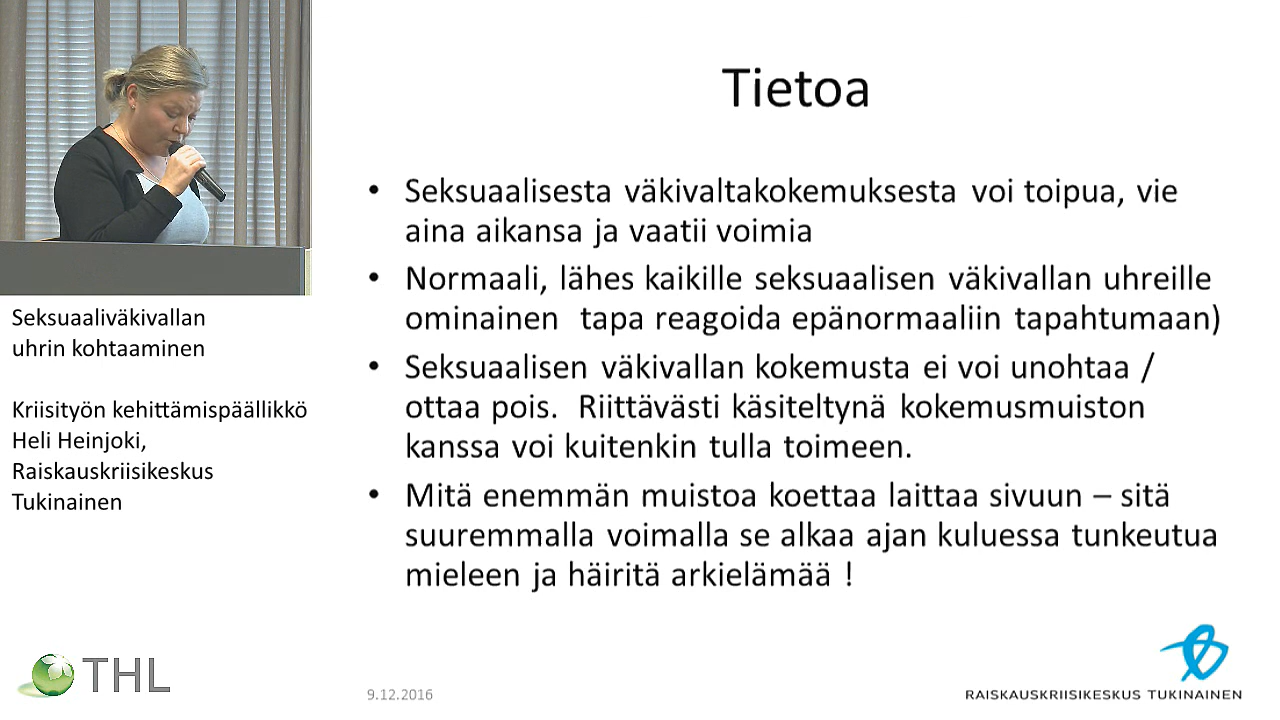 Tietoa
• Seksuaalisesta väkivaltakokemuksesta voi toipua, vie
aina aikansa ja vaatii voimia
• Normaali, lähes kaikille seksuaalisen väkivallan uhreille
ominainen tapa reagoida epänormaaliin tapahtumaan)
• Seksuaalisen väkivallan kokemusta ei voi unohtaa /
ottaa pois. Riittävästi käsiteltynä kokemusmuiston
kanssa voi kuitenkin tulla toimeen.
• Mitä enemmän muistoa koettaa laittaa sivuun – sitä
suuremmalla voimalla se alkaa ajan kuluessa tunkeutua
mieleen ja häiritä arkielämää !
Seksuaaliväkivallan
uhrin kohtaaminen
Kriisityön kehittämispäällikkö
Heli Heinjoki,
Raiskauskriisikeskus
Tukinainen
THL
9.12.2016
RAISKAUSKRIISIKESKUS TUKINAINEN